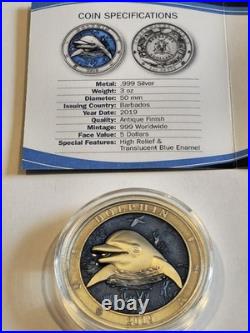 COIN SPECIFICATIONS
Metal: .999 Silver
Weight: 3 oz
Diameter: 50 mm
Issuing Country: Barbados
Year Date: 2019
Quality: Antique Finish
Mintage: 999 Worldwide
Face Value: 5 Dollars
Special Features: High Relief &
Translucent Blue Enamel
DOLPHIN
2019